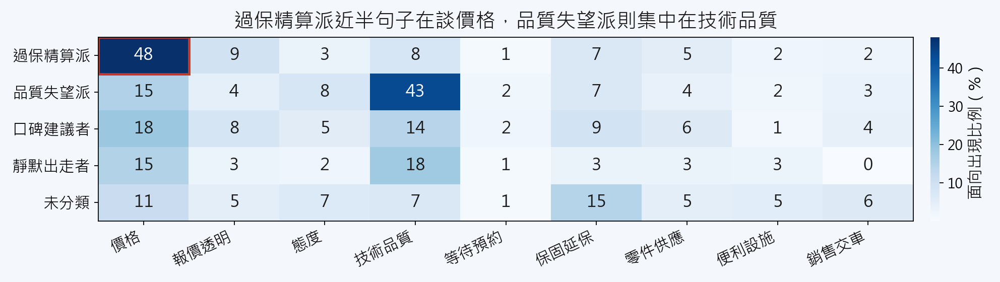 過保精算派近半句子在談價格，品質失望派則集中在技術品質
過保精算派 48 9 3 8 1 7 5 2 2
品質失望派 15 4 8 43 2 7 4 2 3
口碑建議者 18 8 5 14 2 9 6 1 4
靜默出走者 15 3 2 18 1 3 3 3 0
未分類 11 5 7 7 1 15 5 5 6
價格 報價透明 態度 技術品質 等待預約 保固延保 零件供應 便利設施 銷售交車
40
30
20
10
面向出現比例（%）